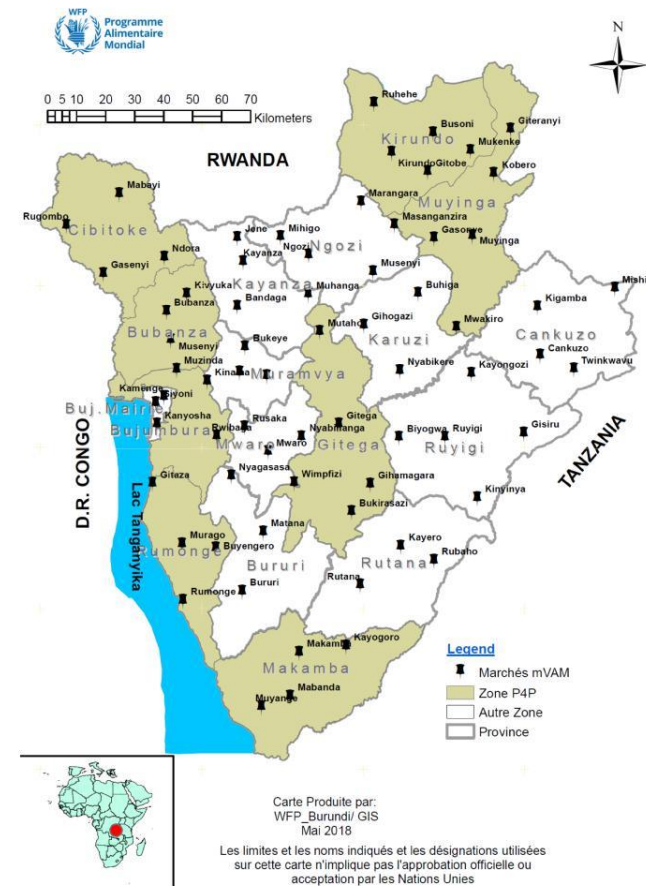 WFP
Programme
Alimentaire
Mondial
N
0 5 10 20 30 40 50 60 70
Kilometers
RWANDA
D.R. CONGO
TANZANIA
Lac Tanganyika
Ruhehe
Busoni
Giteranyi
Kirundo
Mukenke
Kirundo
Gitobe
Kobero
Mabayi
Marangara
Muyinga
Rugombo
Cibitoke
Masanganzira
Jene
Mihigo
Gasorwe
Muyinga
Ngozi
Ngozi
Ndora
Kayanza
Gasenyi
Musenyi
Kayanza
Kivyuka
Muhanga
Buhiga
Mishi
Bandaga
Kigamba
Bubanza
Gihogazi
Mutaho
Mwakiro
Bubanza
Karuzi
Cankuzo
Musenyi
Bukeye
Cankuzo
Muzinda
Nyabikere
Kayongozi
Twinkwavu
Muramvya
Kamenge
Buj.Mairie
Kanyosha
Rusaka
Gitega
Bujumbura
Mwaro
Mwaro
Gitega
Biyogwa
Ruyigi
Gisiru
Ruyigi
Nyagasasa
Wimpfizi
Gihamagara
Gitaza
Kinyinya
Bukirasazi
Matana
Murago
Buyengero
Kayero
Rumonge
Rubaho
Bururi
Rutana
Bururi
Rutana
Rumonge
Makamba
Kayogoro
Makamba
Mabanda
Muyange
Legend
Marchés mVAM
Zone P4P
Autre Zone
Province
Carte Produite par:
WFP_Burundi/ GIS
Mai 2018
Les limites et les noms indiqués et les désignations utilisées
sur cette carte n'implique pas l'approbation officielle ou
acceptation par les Nations Unies